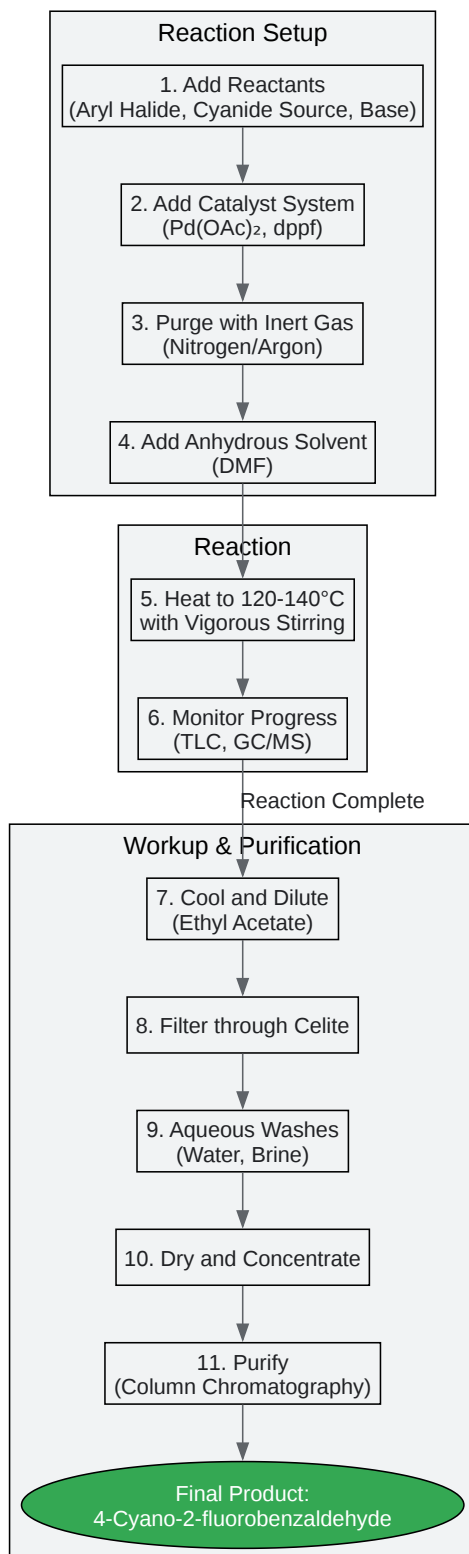 Reaction Setup
1. Add Reactants
(Aryl Halide, Cyanide Source, Base)
2. Add Catalyst System
(Pd(OAc)₂, dppf)
3. Purge with Inert Gas
(Nitrogen/Argon)
4. Add Anhydrous Solvent
(DMF)
Reaction
5. Heat to 120-140°C
with Vigorous Stirring
6. Monitor Progress
(TLC, GC/MS)
Reaction Complete
Workup & Purification
7. Cool and Dilute
(Ethyl Acetate)
8. Filter through Celite
9. Aqueous Washes
(Water, Brine)
10. Dry and Concentrate
11. Purify
(Column Chromatography)
Final Product:
4-Cyano-2-fluorobenzaldehyde